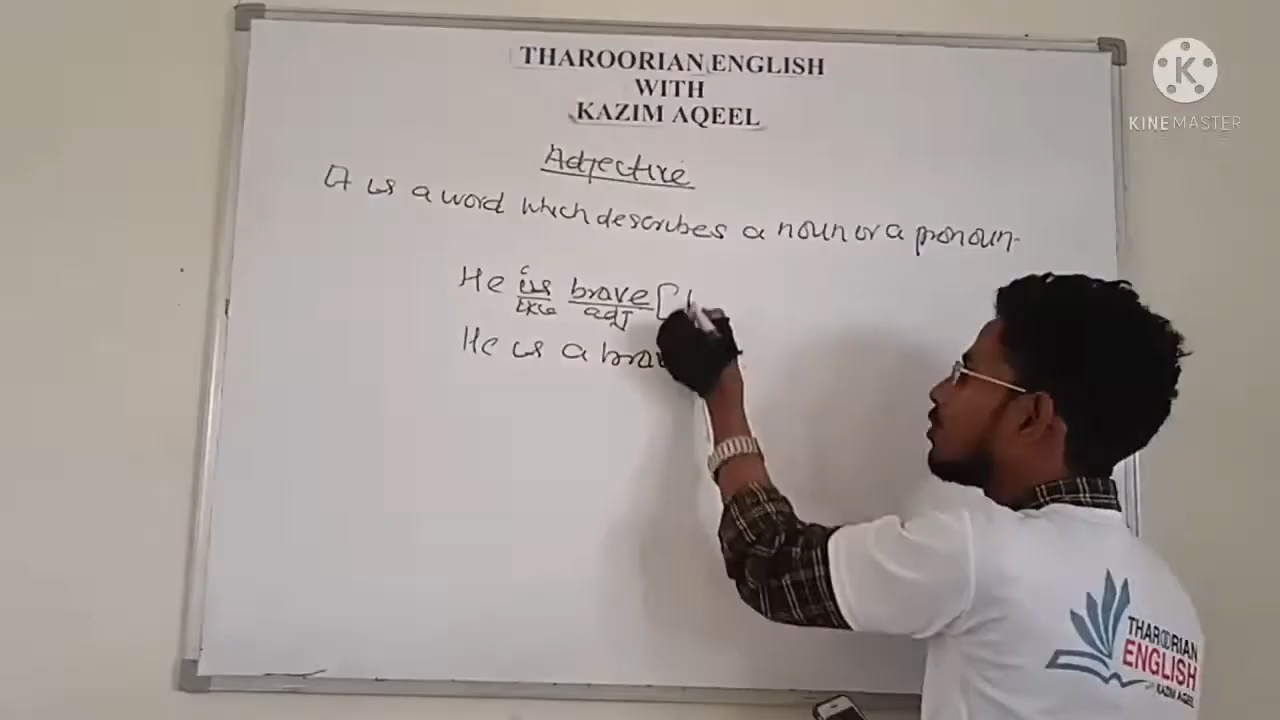 THAROORIAN ENGLISH
WITH
KAZIM AQEEL
KINEMASTER
Adjective
It is a word which describes a noun or a pronoun.
He is brave [
adj
He is a brav
THAROORIAN
ENGLISH
KAZIM AQEEL